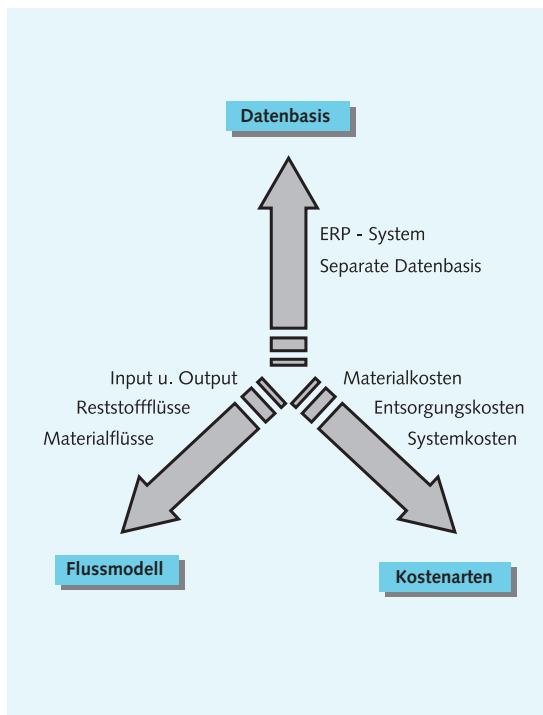 Datenbasis
ERP - System
Separate Datenbasis
Input u. Output
Reststoffflüsse
Materialflüsse
Materialkosten
Entsorgungskosten
Systemkosten
Flussmodell
Kostenarten